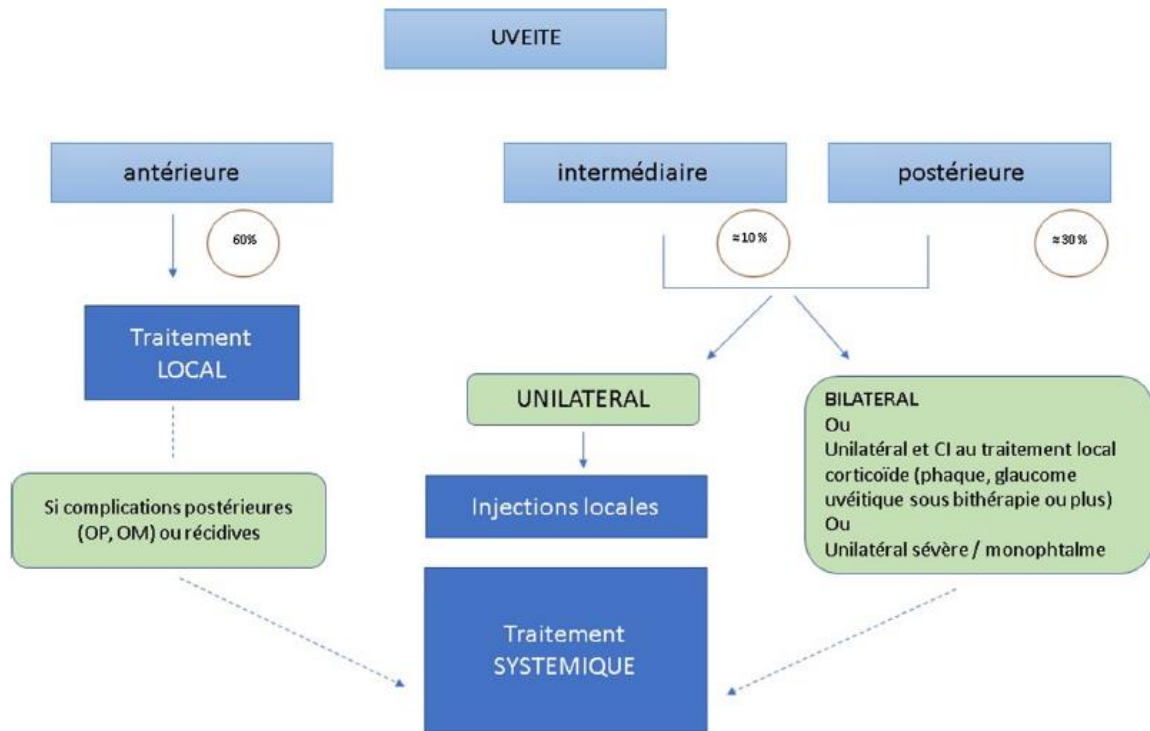 UVEITE
antérieure
intermédiaire
postérieure
60%
≈10 %
≈30 %
Traitement
LOCAL
UNILATERAL
BILATERAL
Ou
Unilatéral et CI au traitement local
corticoïde (phaque, glaucome
uvéitique sous bithérapie ou plus)
Ou
Unilatéral sévère / monophtalme
Si complications postérieures
(OP, OM) ou récidives
Injections locales
Traitement
SYSTEMIQUE